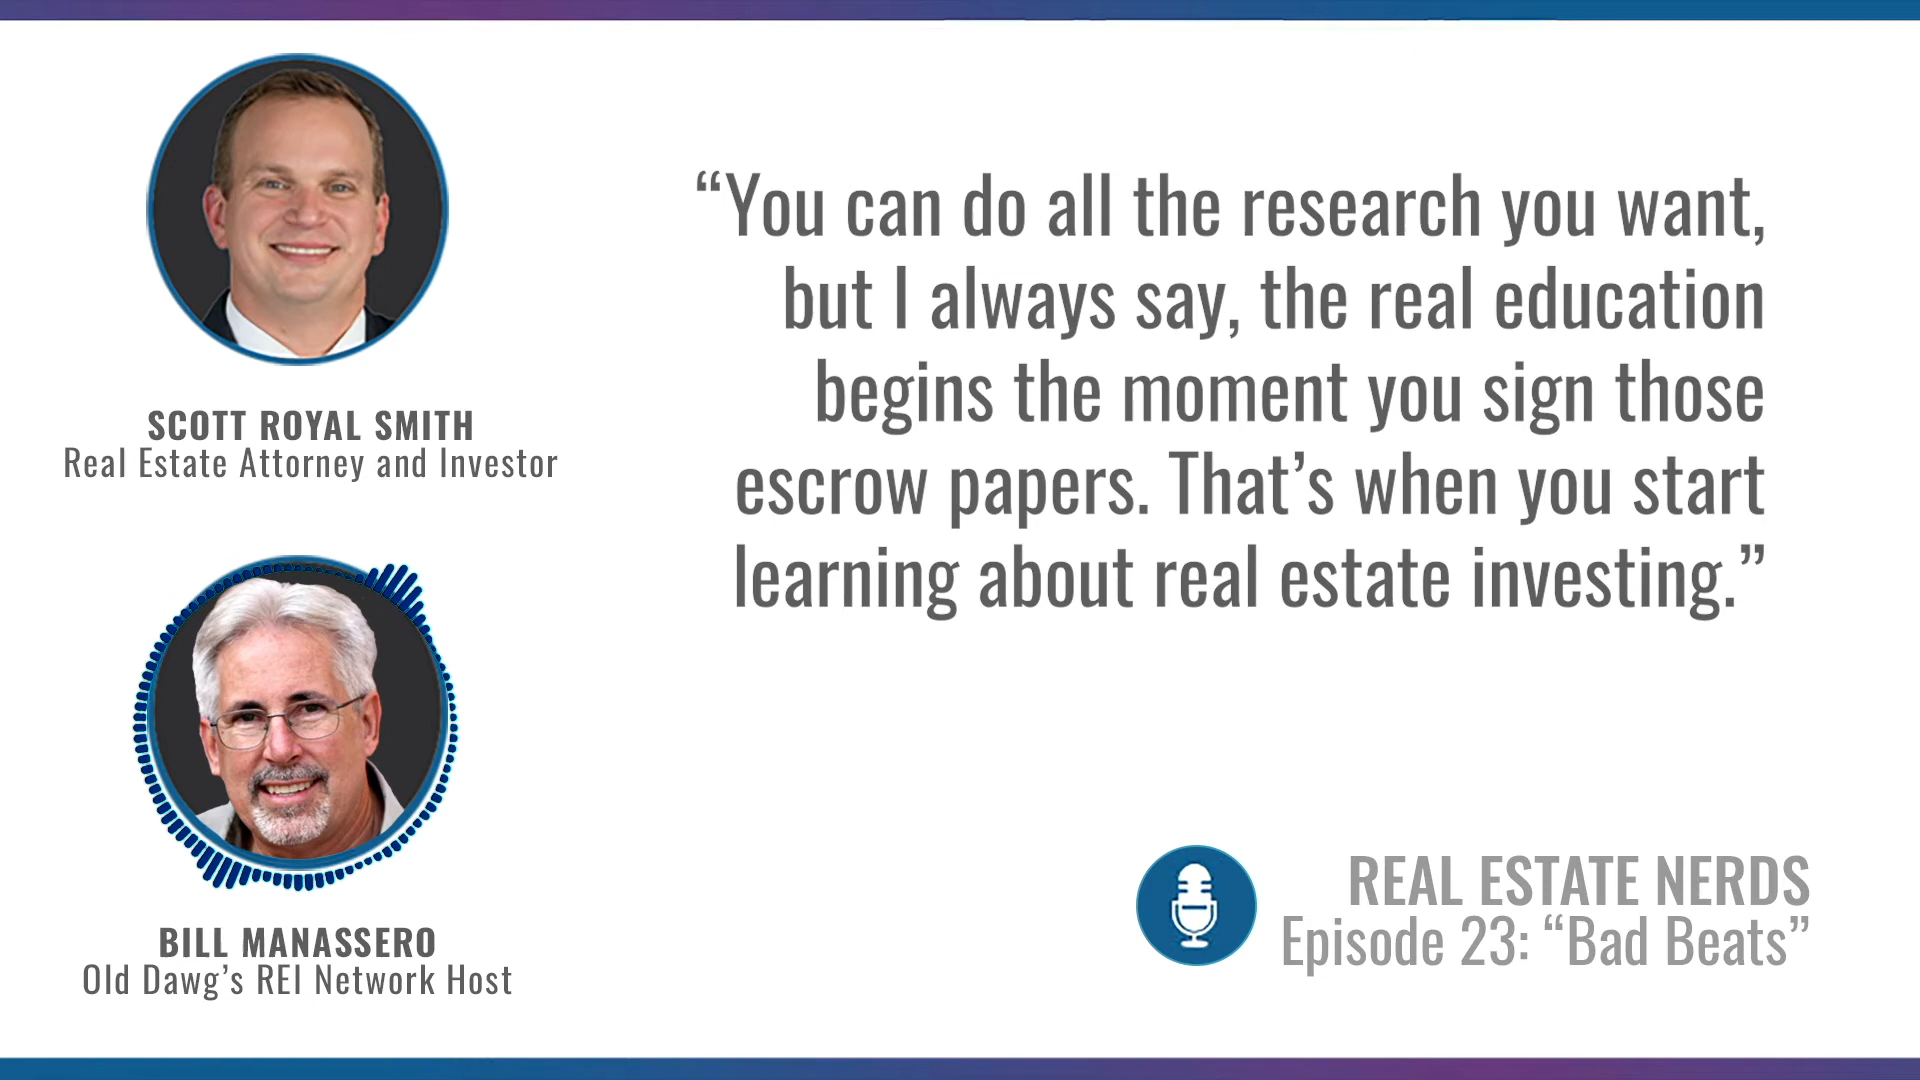 SCOTT ROYAL SMITH
Real Estate Attorney and Investor
BILL MANASSERO
Old Dawg’s REI Network Host
“You can do all the research you want,
but I always say, the real education
begins the moment you sign those
escrow papers. That’s when you start
learning about real estate investing.”
REAL ESTATE NERDS
Episode 23: “Bad Beats”